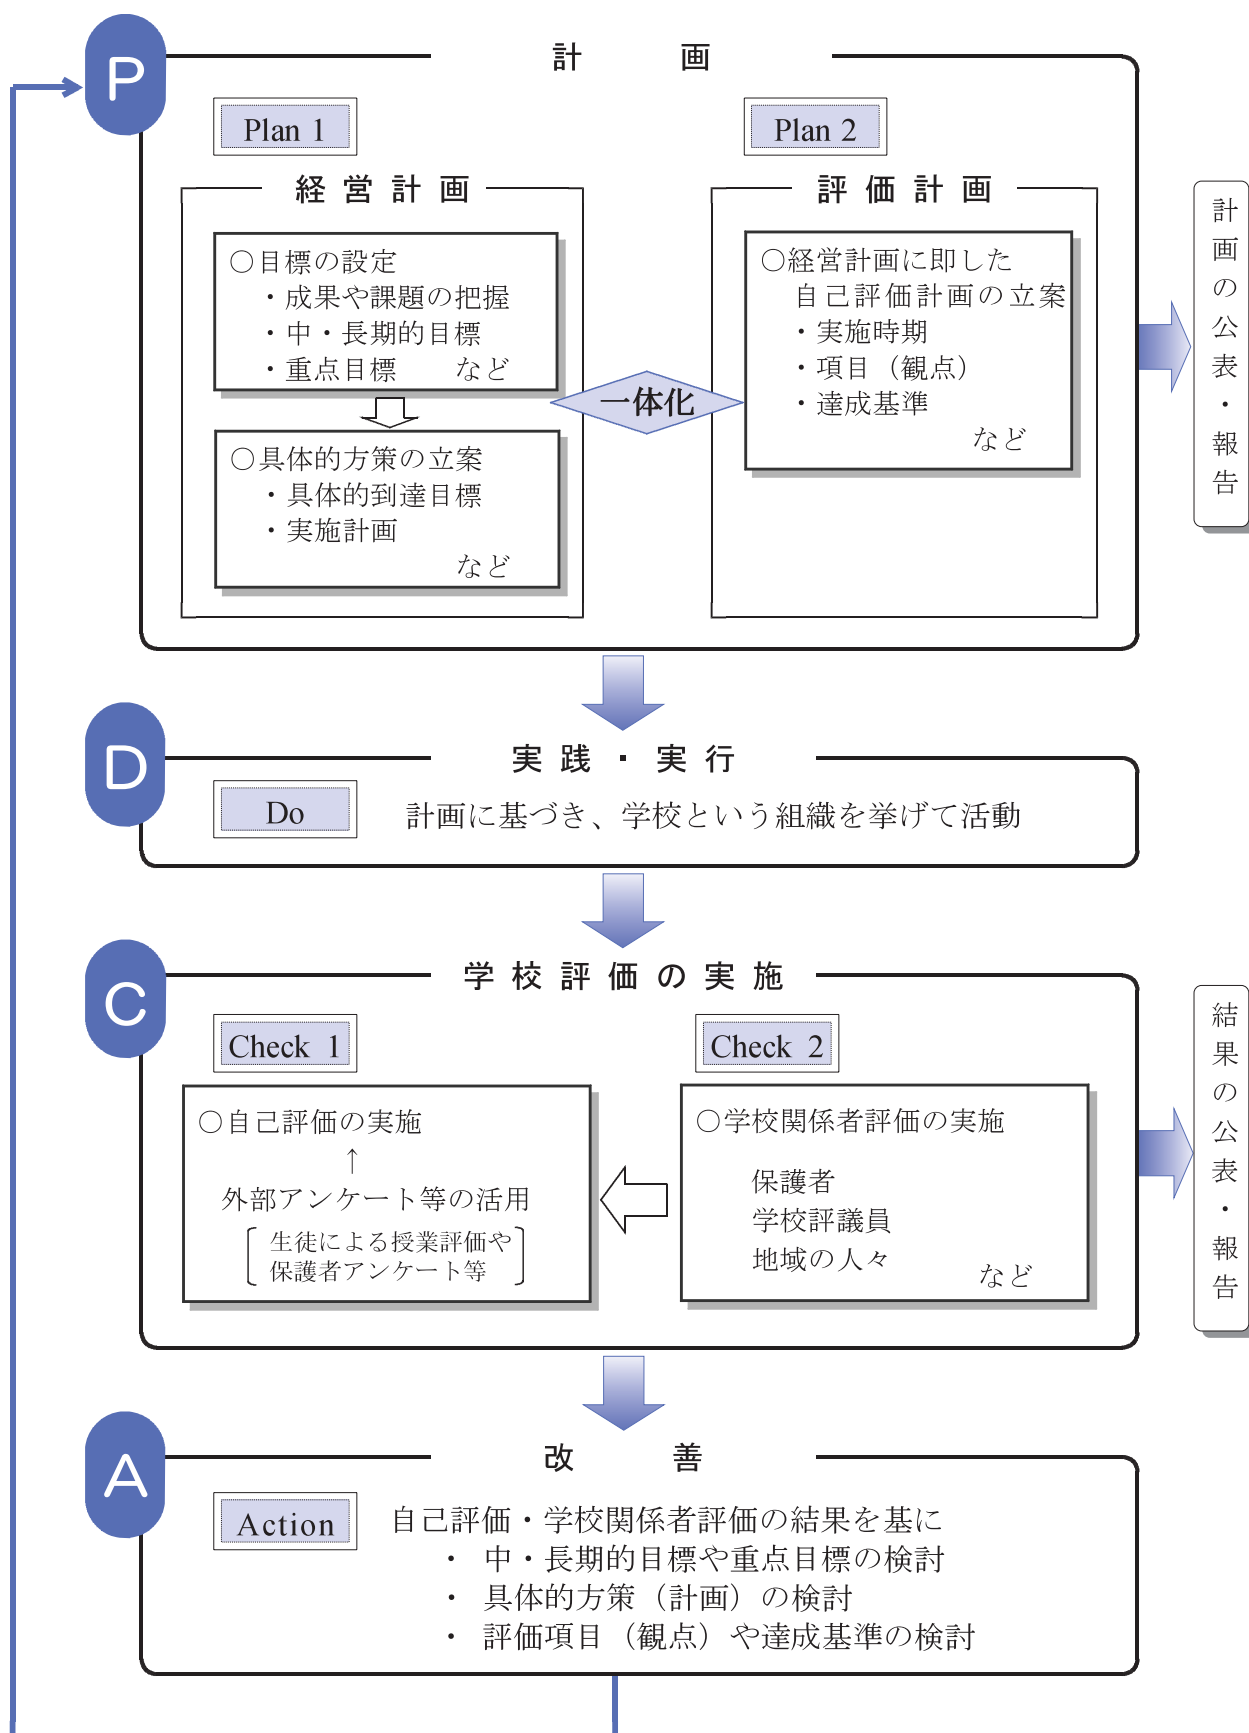 P
計画
Plan 1
経営計画
○目標の設定
・成果や課題の把握
・中・長期的目標
・重点目標　など
○具体的方策の立案
・具体的到達目標
・実施計画
など
一体化
Plan 2
評価計画
○経営計画に即した
自己評価計画の立案
・実施時期
・項目（観点）
・達成基準
など
計画の公表・報告
D
実践・実行
Do
計画に基づき、学校という組織を挙げて活動
C
学校評価の実施
Check 1
○自己評価の実施
↑
外部アンケート等の活用
生徒による授業評価や
保護者アンケート等
Check 2
○学校関係者評価の実施
保護者
学校評議員
地域の人々
など
結果の公表・報告
A
改善
Action
自己評価・学校関係者評価の結果を基に
・ 中・長期的目標や重点目標の検討
・ 具体的方策（計画）の検討
・ 評価項目（観点）や達成基準の検討